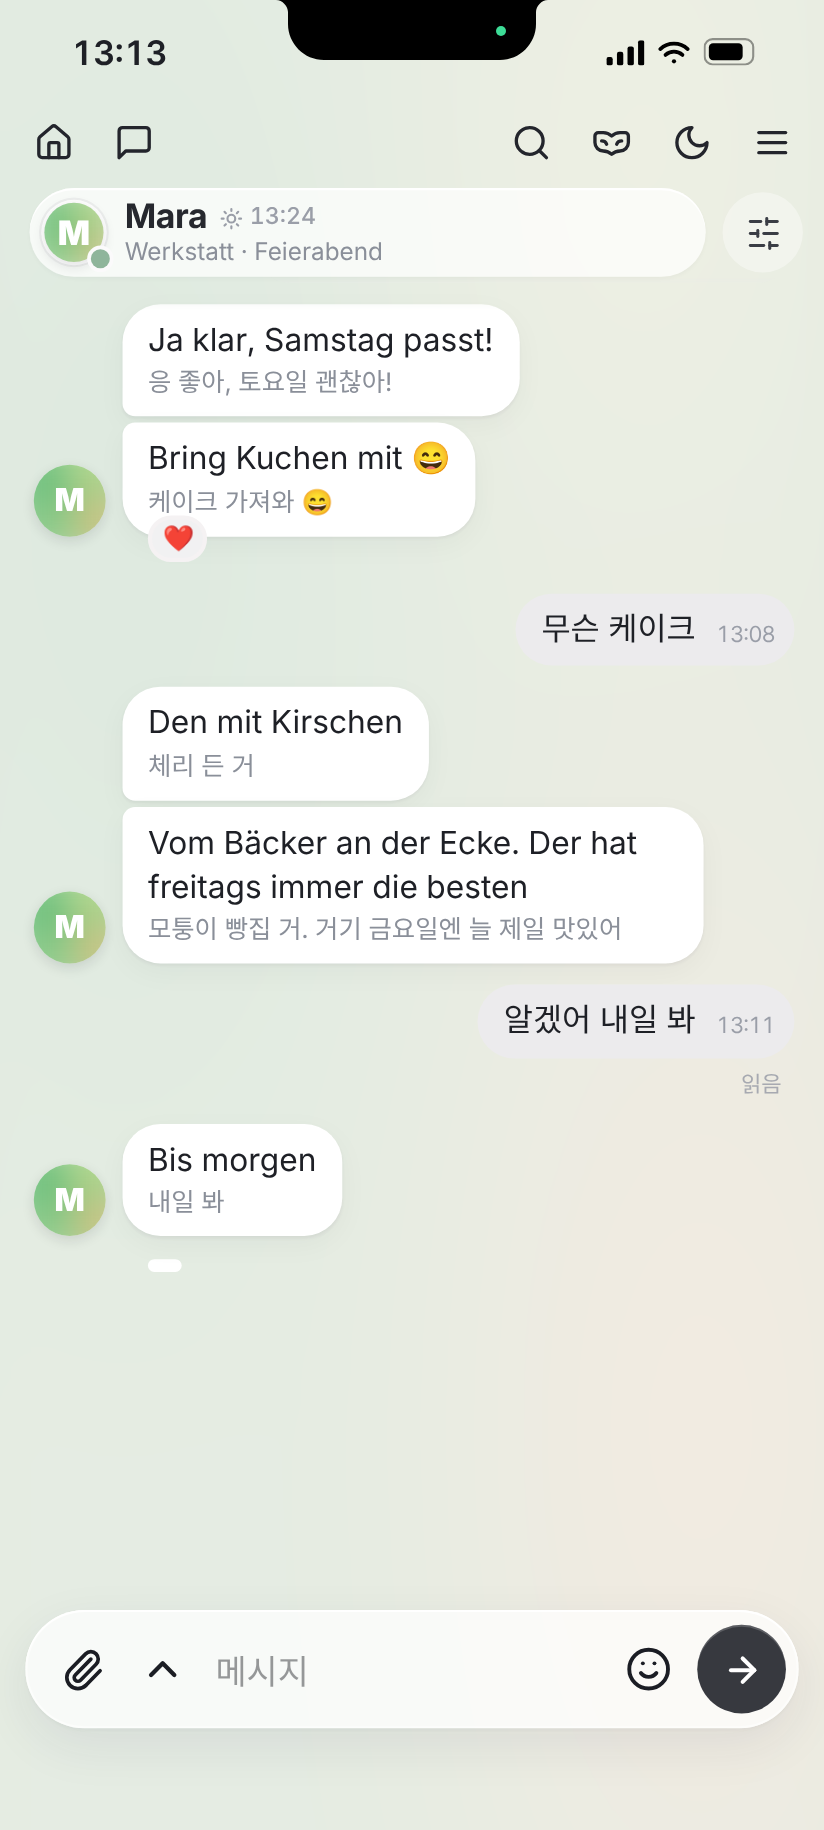 13:13
M
Mara 13:24
Werkstatt · Feierabend
Ja klar, Samstag passt!
응 좋아, 토요일 괜찮아!
Bring Kuchen mit 😄
케이크 가져와 😄
M
❤️
무슨 케이크 13:08
Den mit Kirschen
체리 든 거
Vom Bäcker an der Ecke. Der hat
freitags immer die besten
모퉁이 빵집 거. 거기 금요일엔 늘 제일 맛있어
M
알겠어 내일 봐 13:11
읽음
Bis morgen
내일 봐
M
메시지